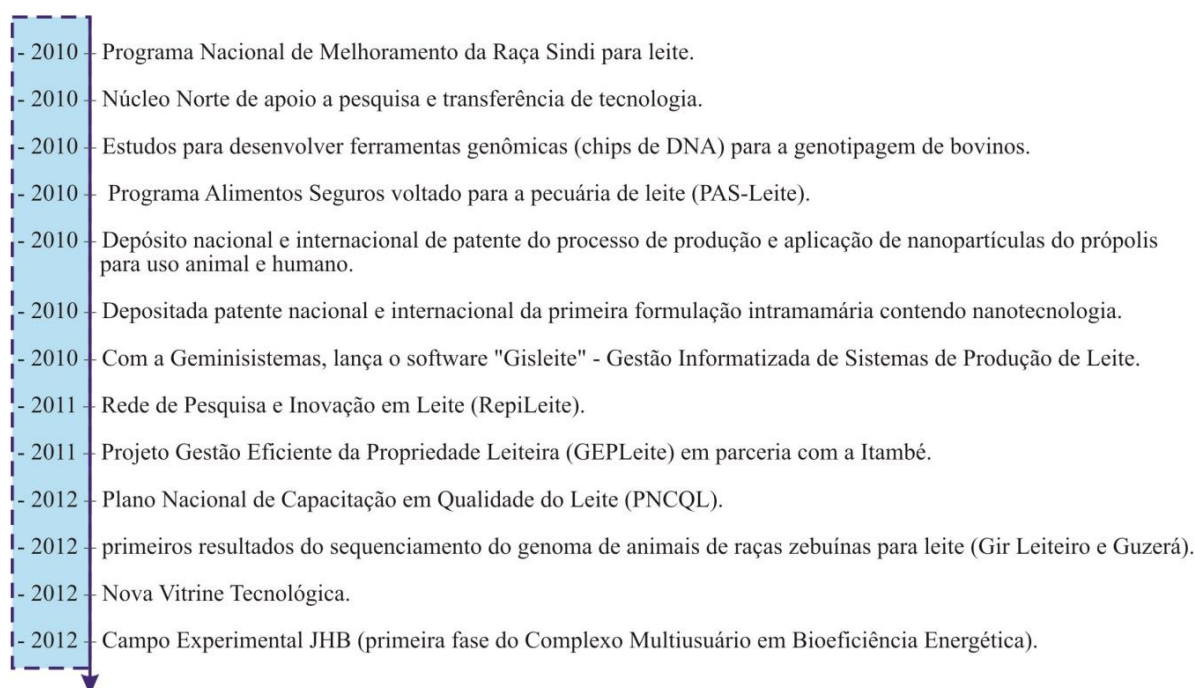 - 2010 - Programa Nacional de Melhoramento da Raça Sindi para leite.
- 2010 - Núcleo Norte de apoio a pesquisa e transferência de tecnologia.
- 2010 - Estudos para desenvolver ferramentas genômicas (chips de DNA) para a genotipagem de bovinos.
- 2010 - Programa Alimentos Seguros voltado para a pecuária de leite (PAS-Leite).
- 2010 - Depósito nacional e internacional de patente do processo de produção e aplicação de nanopartículas do própolis
para uso animal e humano.
- 2010 - Depositada patente nacional e internacional da primeira formulação intramamária contendo nanotecnologia.
- 2010 - Com a Geminisistemas, lança o software "Gisleite" - Gestão Informatizada de Sistemas de Produção de Leite.
- 2011 - Rede de Pesquisa e Inovação em Leite (RepiLeite).
- 2011 - Projeto Gestão Eficiente da Propriedade Leiteira (GEPLeite) em parceria com a Itambé.
- 2012 - Plano Nacional de Capacitação em Qualidade do Leite (PNCQL).
- 2012 - primeiros resultados do sequenciamento do genoma de animais de raças zebuínas para leite (Gir Leiteiro e Guzerá).
- 2012 - Nova Vitrine Tecnológica.
- 2012 - Campo Experimental JHB (primeira fase do Complexo Multiusuário em Bioeficiência Energética).